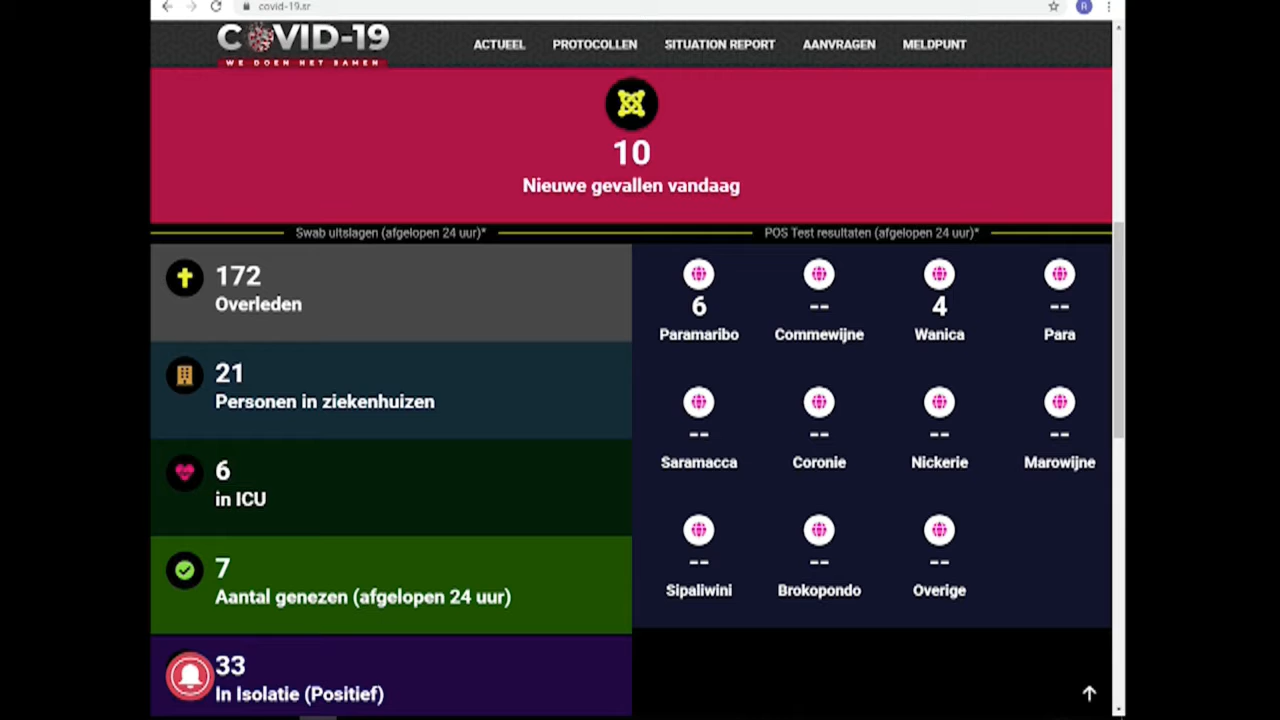 covid-19.sr
R
COVID-19
WE DOEN HET SAMEN
ACTUEEL
PROTOCOLLEN
SITUATION REPORT
AANVRAGEN
MELDPUNT
10
Nieuwe gevallen vandaag
Swab uitslagen (afgelopen 24 uur)*
POS Test resultaten (afgelopen 24 uur)*
172
Overleden
21
Personen in ziekenhuizen
6
in ICU
7
Aantal genezen (afgelopen 24 uur)
33
In Isolatie (Positief)
6
Paramaribo
--
Commewijne
4
Wanica
--
Para
--
Saramacca
--
Coronie
--
Nickerie
--
Marowijne
--
Sipaliwini
--
Brokopondo
--
Overige